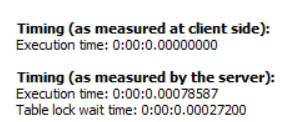 Timing (as measured at client side):
Execution time: 0:00:0.00000000
Timing (as measured by the server):
Execution time: 0:00:0.00078587
Table lock wait time: 0:00:0.00027200